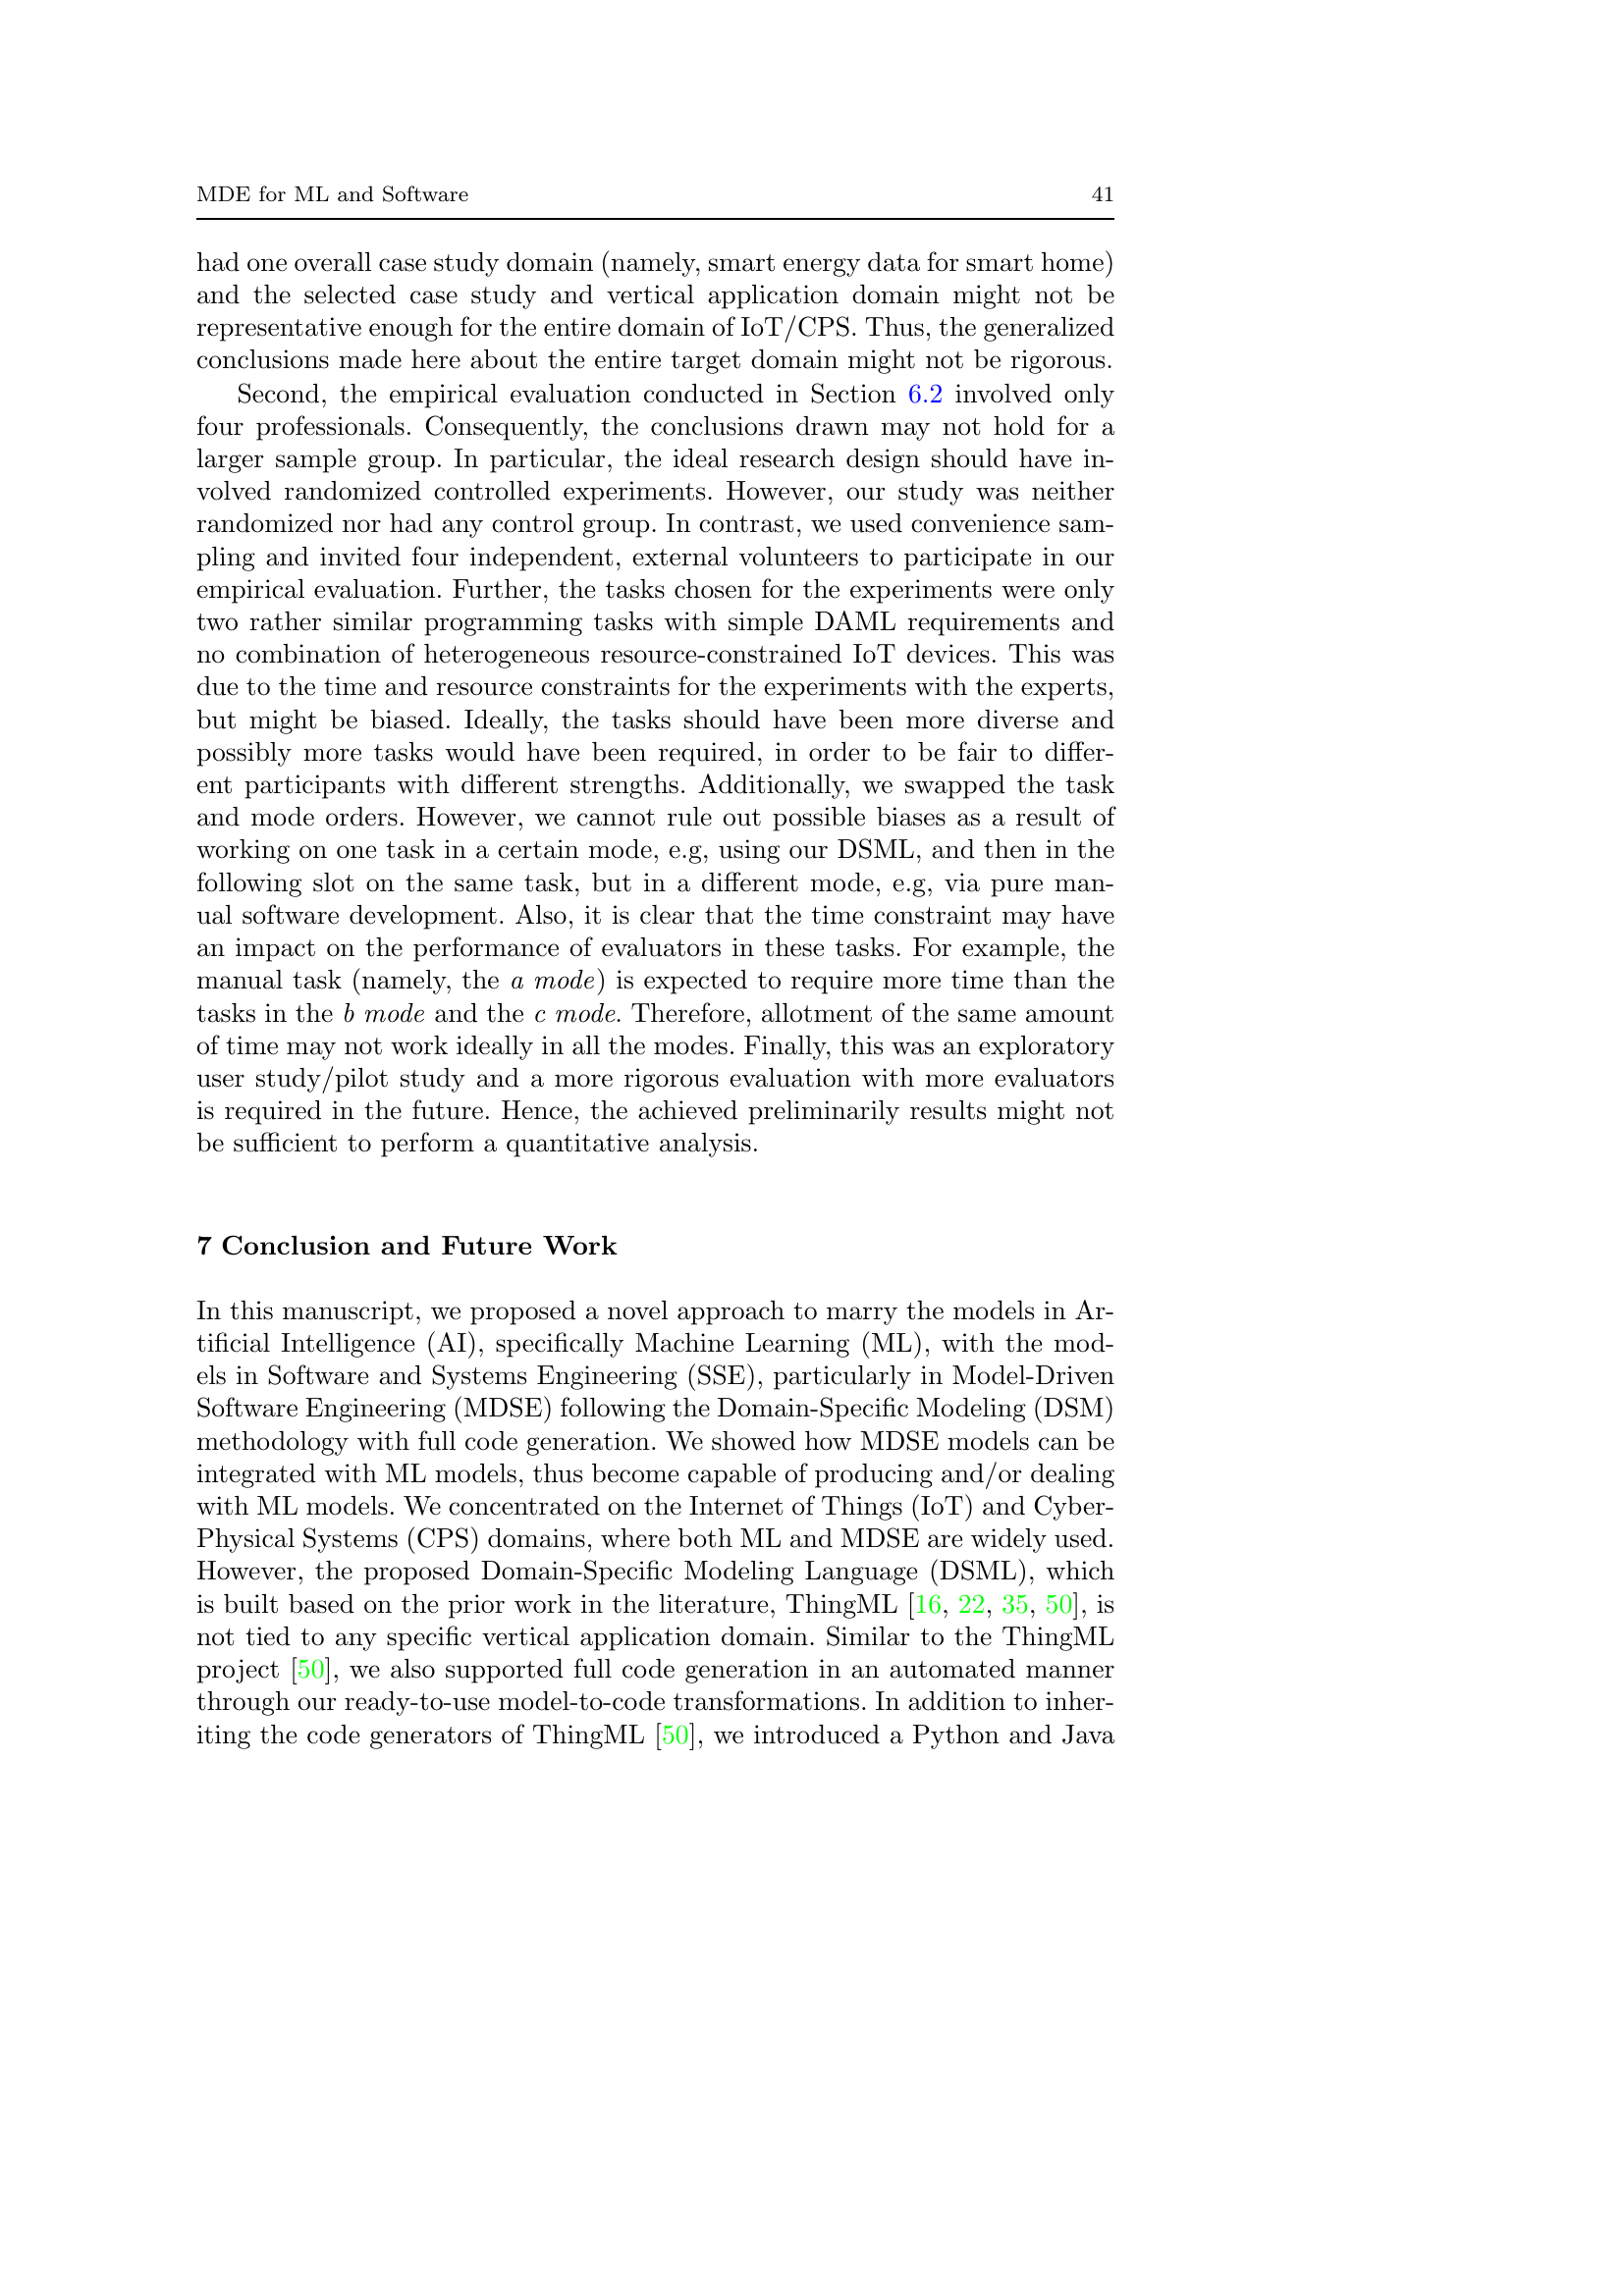 MDE for ML and Software 41
had one overall case study domain (namely, smart energy data for smart home)
and the selected case study and vertical application domain might not be
representative enough for the entire domain of IoT/CPS. Thus, the generalized
conclusions made here about the entire target domain might not be rigorous.
Second, the empirical evaluation conducted in Section 6.2 involved only
four professionals. Consequently, the conclusions drawn may not hold for a
larger sample group. In particular, the ideal research design should have in-
volved randomized controlled experiments. However, our study was neither
randomized nor had any control group. In contrast, we used convenience sam-
pling and invited four independent, external volunteers to participate in our
empirical evaluation. Further, the tasks chosen for the experiments were only
two rather similar programming tasks with simple DAML requirements and
no combination of heterogeneous resource-constrained IoT devices. This was
due to the time and resource constraints for the experiments with the experts,
but might be biased. Ideally, the tasks should have been more diverse and
possibly more tasks would have been required, in order to be fair to differ-
ent participants with different strengths. Additionally, we swapped the task
and mode orders. However, we cannot rule out possible biases as a result of
working on one task in a certain mode, e.g, using our DSML, and then in the
following slot on the same task, but in a different mode, e.g, via pure man-
ual software development. Also, it is clear that the time constraint may have
an impact on the performance of evaluators in these tasks. For example, the
manual task (namely, the a mode) is expected to require more time than the
tasks in the b mode and the c mode. Therefore, allotment of the same amount
of time may not work ideally in all the modes. Finally, this was an exploratory
user study/pilot study and a more rigorous evaluation with more evaluators
is required in the future. Hence, the achieved preliminarily results might not
be sufficient to perform a quantitative analysis.
7 Conclusion and Future Work
In this manuscript, we proposed a novel approach to marry the models in Ar-
tificial Intelligence (AI), specifically Machine Learning (ML), with the mod-
els in Software and Systems Engineering (SSE), particularly in Model-Driven
Software Engineering (MDSE) following the Domain-Specific Modeling (DSM)
methodology with full code generation. We showed how MDSE models can be
integrated with ML models, thus become capable of producing and/or dealing
with ML models. We concentrated on the Internet of Things (IoT) and Cyber-
Physical Systems (CPS) domains, where both ML and MDSE are widely used.
However, the proposed Domain-Specific Modeling Language (DSML), which
is built based on the prior work in the literature, ThingML [16, 22, 35, 50], is
not tied to any specific vertical application domain. Similar to the ThingML
project [50], we also supported full code generation in an automated manner
through our ready-to-use model-to-code transformations. In addition to inher-
iting the code generators of ThingML [50], we introduced a Python and Java